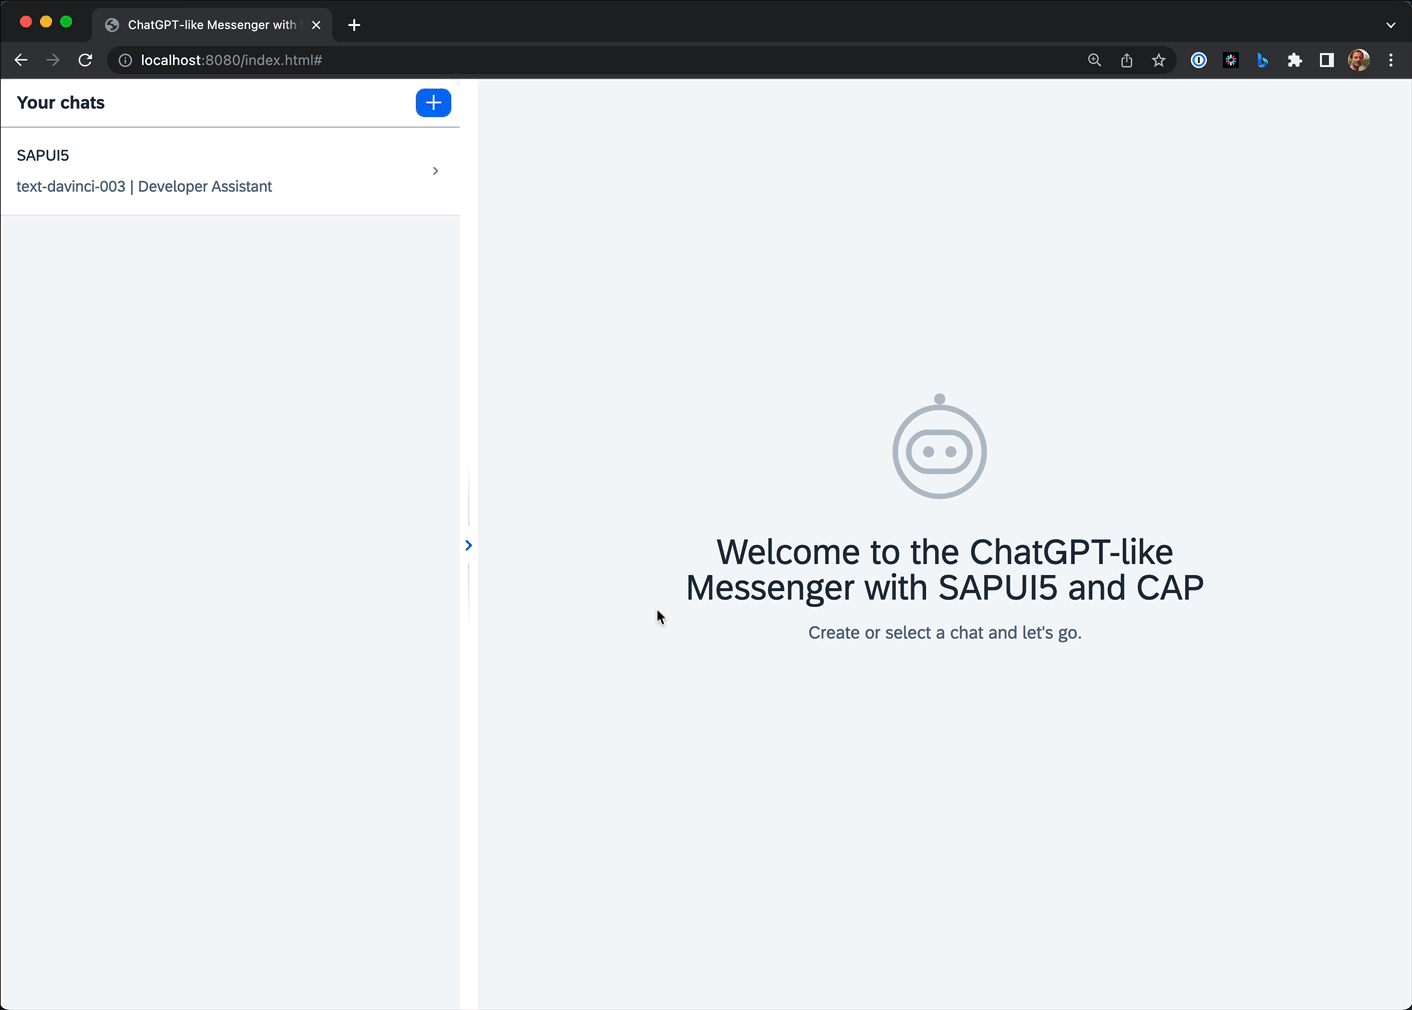 ChatGPT-like Messenger with
localhost:8080/index.html#
Your chats
SAPUI5
text-davinci-003 | Developer Assistant
Welcome to the ChatGPT-like
Messenger with SAPUI5 and CAP
Create or select a chat and let's go.